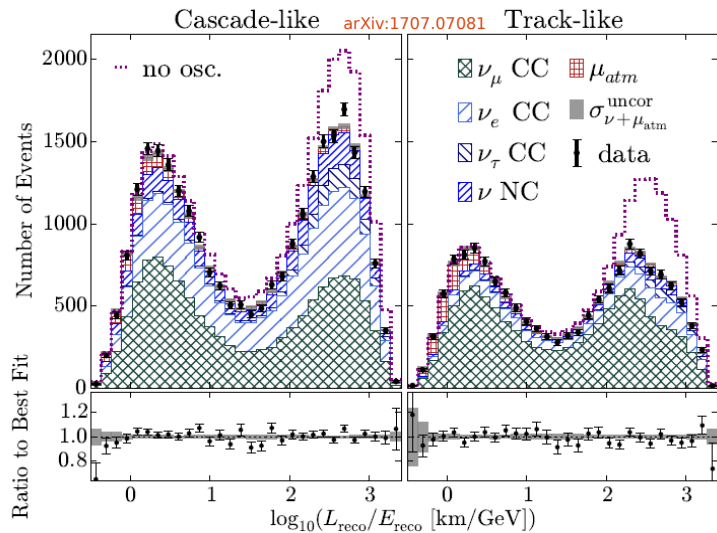 Cascade-like
arXiv:1707.07081
Track-like
Number of Events
2000
1500
1000
500
0
no osc.
ν_μ CC
ν_e CC
ν_τ CC
ν NC
μ_atm
σ^uncor_ν+μ_atm
data
Ratio to Best Fit
1.2
1.0
0.8
0 1 2 3 0 1 2 3
log₁₀(L_reco/E_reco [km/GeV])